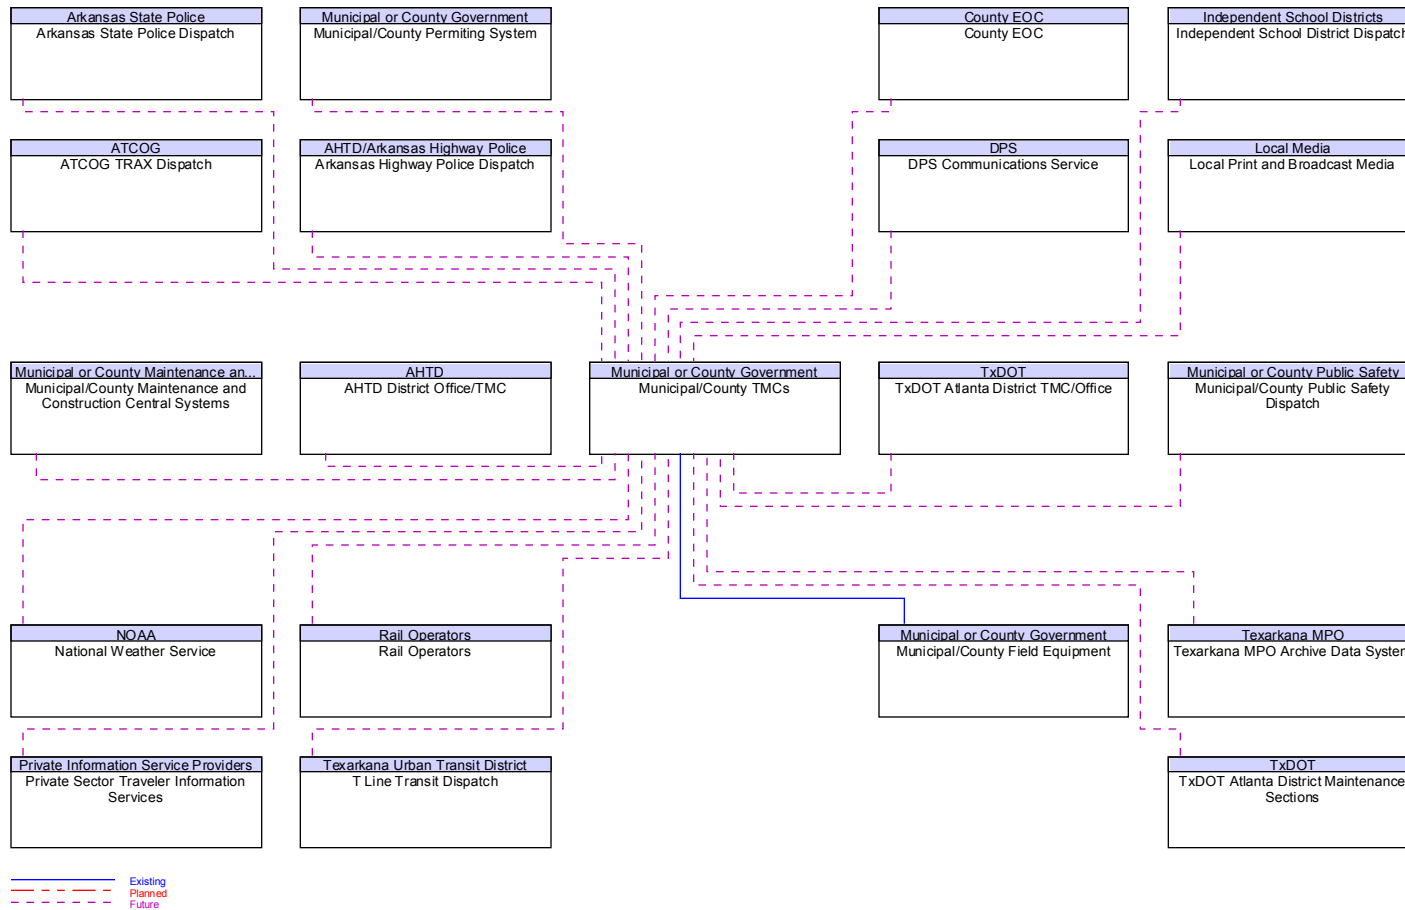 Arkansas State Police
Arkansas State Police Dispatch
Municipal or County Government
Municipal/County Permiting System
County EOC
County EOC
Independent School Districts
Independent School District Dispatch
ATCOG
ATCOG TRAX Dispatch
AHTD/Arkansas Highway Police
Arkansas Highway Police Dispatch
DPS
DPS Communications Service
Local Media
Local Print and Broadcast Media
Municipal or County Maintenance an...
Municipal/County Maintenance and
Construction Central Systems
AHTD
AHTD District Office/TMC
Municipal or County Government
Municipal/County TMCs
TxDOT
TxDOT Atlanta District TMC/Office
Municipal or County Public Safety
Municipal/County Public Safety
Dispatch
NOAA
National Weather Service
Rail Operators
Rail Operators
Municipal or County Government
Municipal/County Field Equipment
Texarkana MPO
Texarkana MPO Archive Data System
Private Information Service Providers
Private Sector Traveler Information
Services
Texarkana Urban Transit District
T Line Transit Dispatch
TxDOT
TxDOT Atlanta District Maintenance
Sections
Existing
Planned
Future